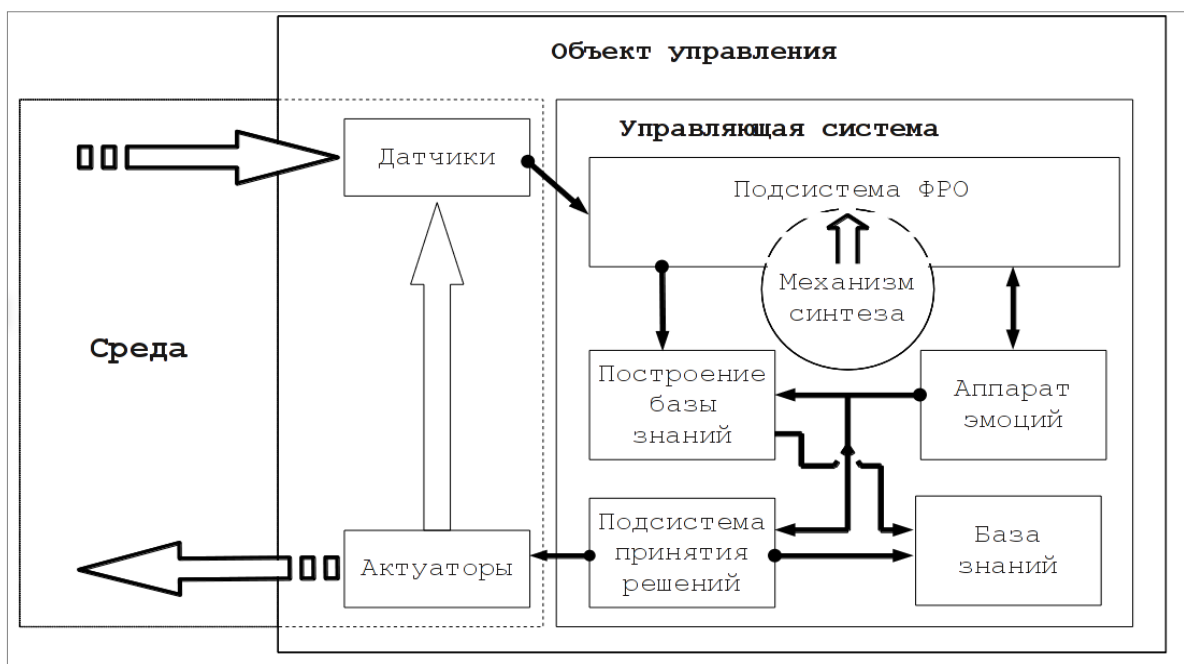 Объект управления
Управляющая система
Датчики
Подсистема ФРО
Механизм
синтеза
Среда
Построение
базы
знаний
Аппарат
эмоций
Актуаторы
Подсистема
принятия
решений
База
знаний